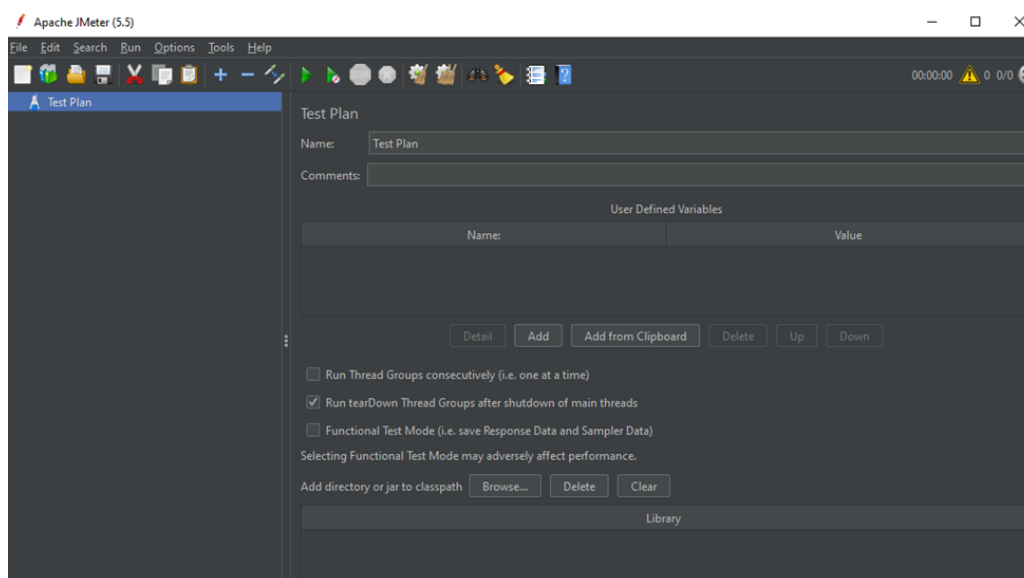 Apache JMeter (5.5)
File Edit Search Run Options Tools Help
00:00:00 0 0/0
Test Plan
Test Plan
Name: Test Plan
Comments:
User Defined Variables
Name: Value
Detail Add Add from Clipboard Delete Up Down
Run Thread Groups consecutively (i.e. one at a time)
Run tearDown Thread Groups after shutdown of main threads
Functional Test Mode (i.e. save Response Data and Sampler Data)
Selecting Functional Test Mode may adversely affect performance.
Add directory or jar to classpath Browse... Delete Clear
Library